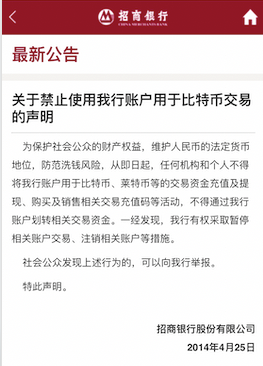 招商银行
CHINA MERCHANTS BANK
最新公告
关于禁止使用我行账户用于比特币交易
的声明
为保护社会公众的财产权益，维护人民币的法定货币
地位，防范洗钱风险，从即日起，任何机构和个人不得
将我行账户用于比特币、莱特币等的交易资金充值及提
现、购买及销售相关交易充值码等活动，不得通过我行
账户划转相关交易资金。一经发现，我行有权采取暂停
相关账户交易、注销相关账户等措施。
社会公众发现上述行为的，可以向我行举报。
特此声明。
招商银行股份有限公司
2014年4月25日